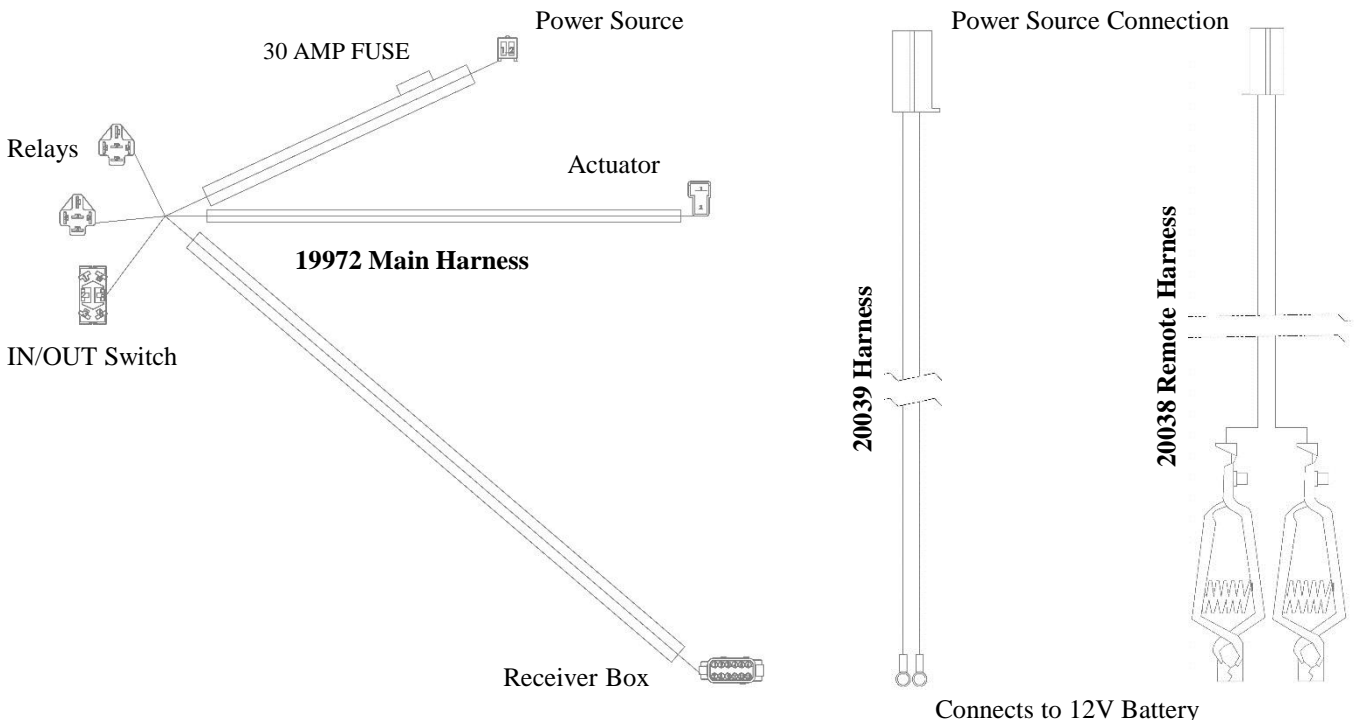 Power Source
30 AMP FUSE
Relays
Actuator
19972 Main Harness
IN/OUT Switch
Receiver Box
Power Source Connection
20039 Harness
20038 Remote Harness
Connects to 12V Battery